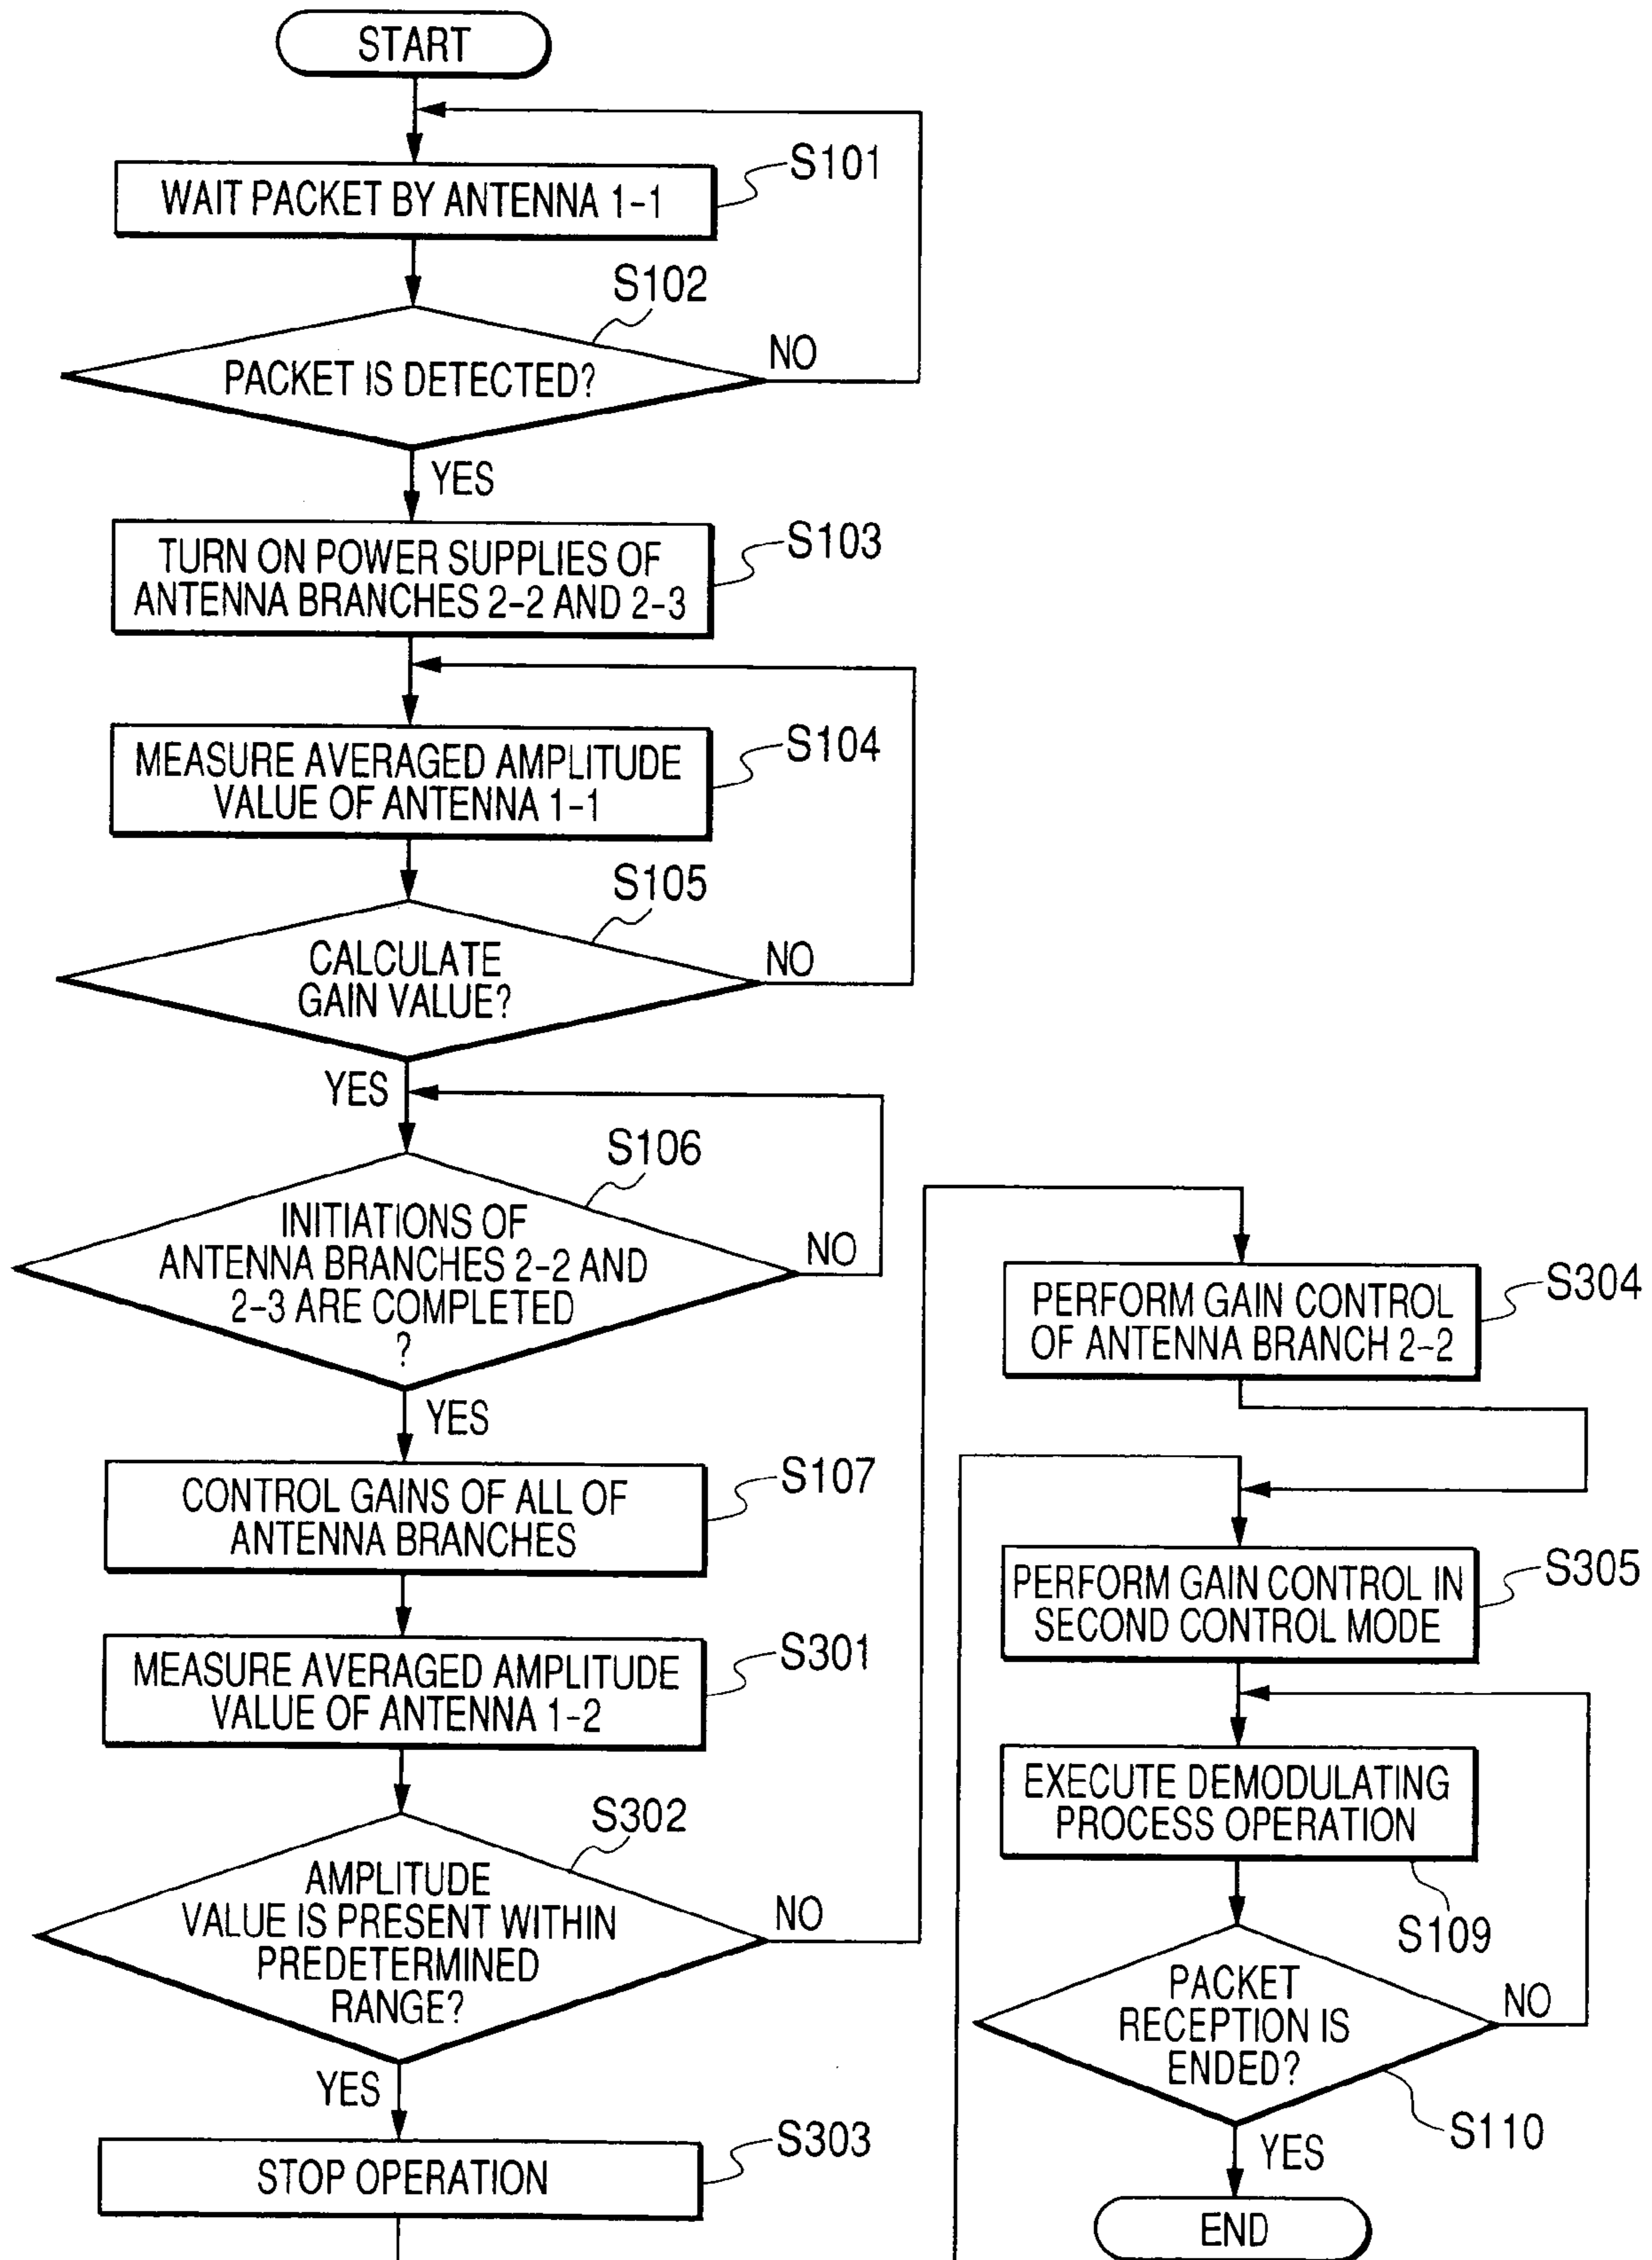 START
S101
WAIT PACKET BY ANTENNA 1-1
S102
PACKET IS DETECTED?
NO
YES
S103
TURN ON POWER SUPPLIES OF
ANTENNA BRANCHES 2-2 AND 2-3
S104
MEASURE AVERAGED AMPLITUDE
VALUE OF ANTENNA 1-1
S105
CALCULATE
GAIN VALUE?
NO
YES
S106
INITIATIONS OF
ANTENNA BRANCHES 2-2 AND
2-3 ARE COMPLETED
?
NO
YES
S107
CONTROL GAINS OF ALL OF
ANTENNA BRANCHES
S301
MEASURE AVERAGED AMPLITUDE
VALUE OF ANTENNA 1-2
S302
AMPLITUDE
VALUE IS PRESENT WITHIN
PREDETERMINED
RANGE?
NO
YES
S303
STOP OPERATION
S304
PERFORM GAIN CONTROL
OF ANTENNA BRANCH 2-2
S305
PERFORM GAIN CONTROL IN
SECOND CONTROL MODE
EXECUTE DEMODULATING
PROCESS OPERATION
S109
PACKET
RECEPTION IS
ENDED?
NO
S110
YES
END